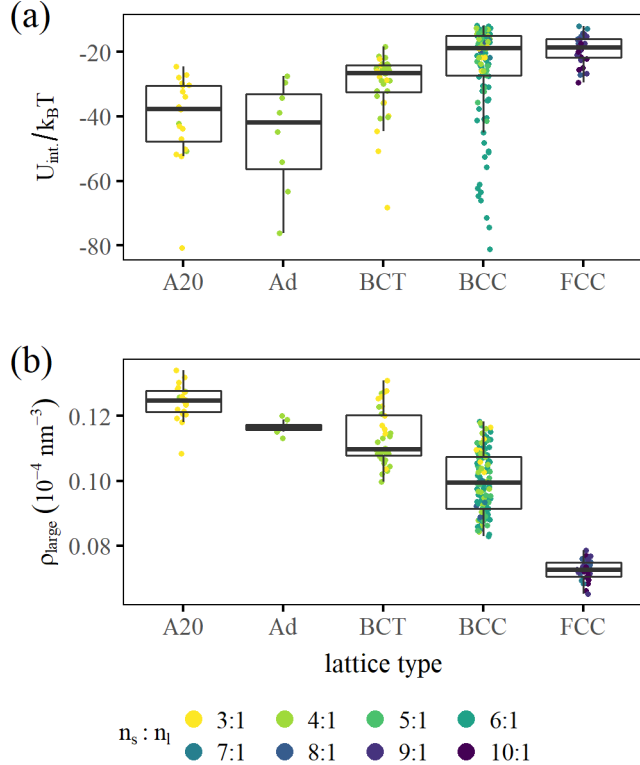 (a)
U_int./k_BT
-20
-40
-60
-80
A20 Ad BCT BCC FCC
(b)
ρ_large (10⁻⁴ nm⁻³)
0.12
0.10
0.08
A20 Ad BCT BCC FCC
lattice type
n_s : n_l
3:1 4:1 5:1 6:1
7:1 8:1 9:1 10:1